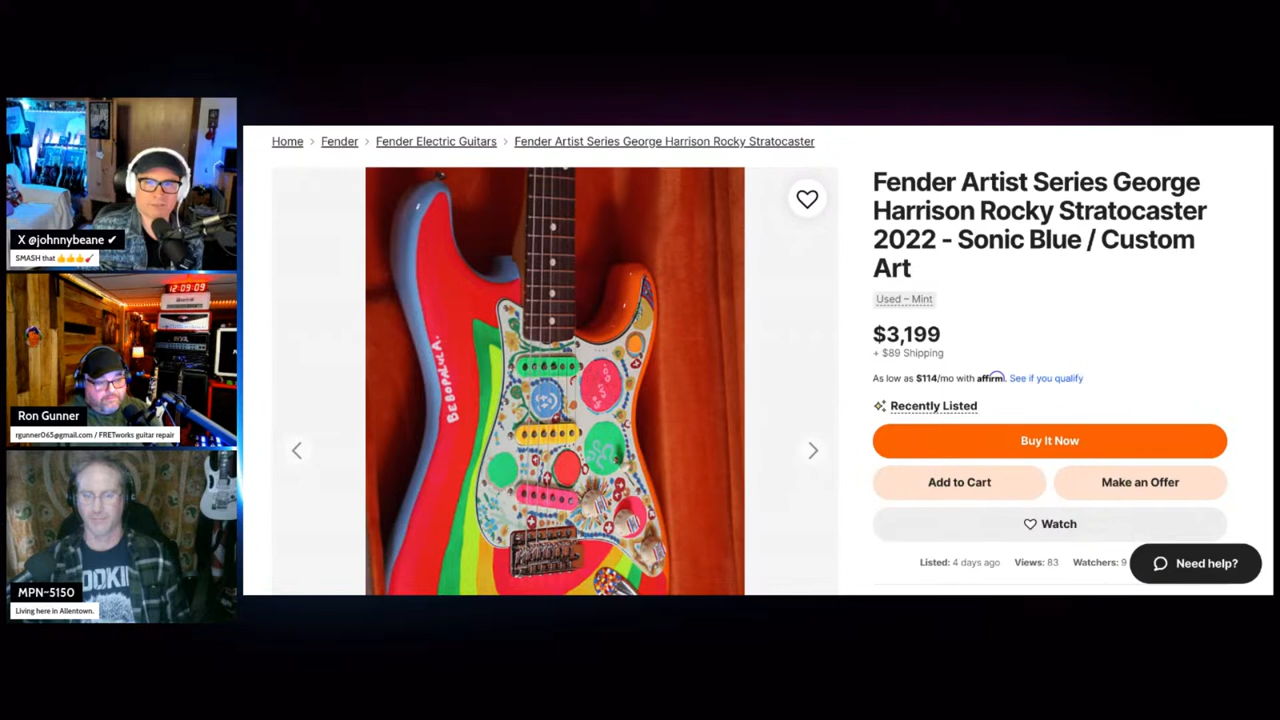 X @johnnybeane ✔
SMASH that 👍👍👍🎸
12:09:09
Ron Gunner
rgunner065@gmail.com / FRETworks guitar repair
MPN-5150
Living here in Allentown.
Home > Fender > Fender Electric Guitars > Fender Artist Series George Harrison Rocky Stratocaster
BEBOPALULA.
Fender Artist Series George
Harrison Rocky Stratocaster
2022 - Sonic Blue / Custom
Art
Used – Mint
$3,199
+ $89 Shipping
As low as $114/mo with affirm. See if you qualify
Recently Listed
Buy It Now
Add to Cart
Make an Offer
Watch
Listed: 4 days ago Views: 83 Watchers: 9
Need help?